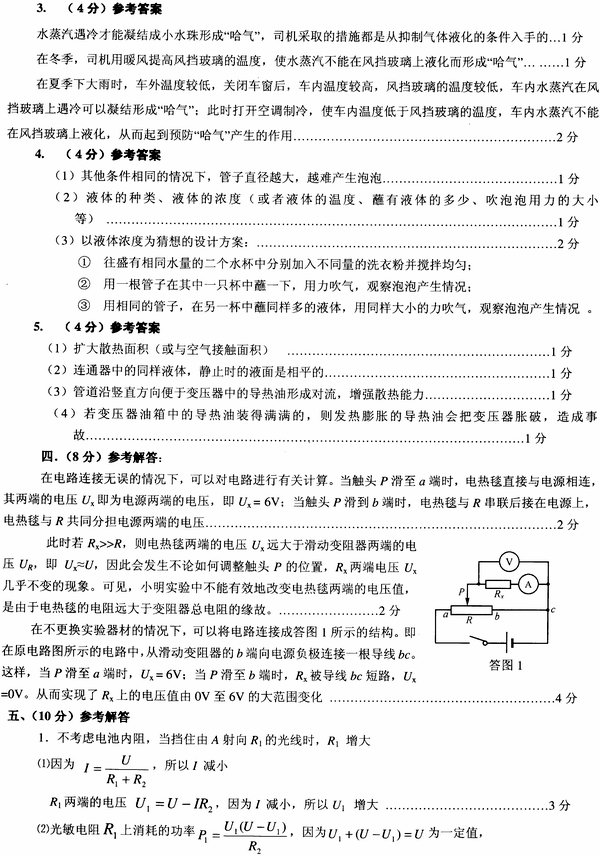 3. （4分）参考答案
水蒸汽遇冷才能凝结成小水珠形成“哈气”，司机采取的措施都是从抑制气体液化的条件入手的…1分
在冬季，司机用暖风提高风挡玻璃的温度，使水蒸汽不能在风挡玻璃上液化而形成“哈气”………1分
在夏季下大雨时，车外温度较低，关闭车窗后，车内温度较高，风挡玻璃的温度较低，车内水蒸汽在风
挡玻璃上遇冷可以凝结形成“哈气”；此时打开空调制冷，使车内温度低于风挡玻璃的温度，车内水蒸汽不能
在风挡玻璃上液化，从而起到预防“哈气”产生的作用……………………………………………………2分
4. （4分）参考答案
（1）其他条件相同的情况下，管子直径越大，越难产生泡泡……………………………………1分
（2）液体的种类、液体的浓度（或者液体的温度、蘸有液体的多少、吹泡泡用力的大小
等） ……………………………………………………………………………………………1分
（3）以液体浓度为猜想的设计方案：……………………………………………………………2分
① 往盛有相同水量的二个水杯中分别加入不同量的洗衣粉并搅拌均匀；
② 用一根管子在其中一只杯中蘸一下，用力吹气，观察泡泡产生情况；
③ 用相同的管子，在另一杯中蘸同样多的液体，用同样大小的力吹气，观察泡泡产生情况 。
5. （4分）参考答案
（1）扩大散热面积（或与空气接触面积） ……………………………………………………1分
（2）连通器中的同样液体，静止时的液面是相平的……………………………………………1分
（3）管道沿竖直方向便于变压器中的导热油形成对流，增强散热能力………………………1分
（4）若变压器油箱中的导热油装得满满的，则发热膨胀的导热油会把变压器胀破，造成事
故…………………………………………………………………………………………1分
四．（8分）参考解答：
在电路连接无误的情况下，可以对电路进行有关计算。当触头 P 滑至 a 端时，电热毯直接与电源相连，
其两端的电压 Uₓ 即为电源两端的电压，即 Uₓ = 6V；当触头 P 滑到 b 端时，电热毯与 R 串联后接在电源上，
电热毯与 R 共同分担电源两端的电压……………………………………………………………………2分
此时若 Rₓ>>R，则电热毯两端的电压 Uₓ 远大于滑动变阻器两端的电
压 U_R，即 Uₓ≈U，因此会发生不论如何调整触头 P 的位置，Rₓ 两端电压 Uₓ
几乎不变的现象。可见，小明实验中不能有效地改变电热毯两端的电压值，
是由于电热毯的电阻远大于变阻器总电阻的缘故。…………………2分
在不更换实验器材的情况下，可以将电路连接成答图 1 所示的结构。即
在原电路图所示的电路中，从滑动变阻器的 b 端向电源负极连接一根导线 bc。
这样，当 P 滑至 a 端时，Uₓ = 6V；当 P 滑至 b 端时，Rₓ 被导线 bc 短路，Uₓ
=0V。从而实现了 Rₓ 上的电压值由 0V 至 6V 的大范围变化 …………………………………………4分
V
P
Rₓ
A
a
R
b
c
答图 1
五、（10分）参考解答
1．不考虑电池内阻，当挡住由 A 射向 R₁ 的光线时，R₁ 增大
⑴因为 I = U/(R₁ + R₂)，所以 I 减小
R₁ 两端的电压 U₁ = U − IR₂，因为 I 减小，所以 U₁ 增大 ……………………………3分
⑵光敏电阻 R₁ 上消耗的功率 P₁ = U₁(U − U₁)/R₂，因为 U₁ + (U − U₁) = U 为一定值，